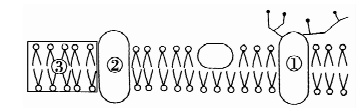 ③ ② ①